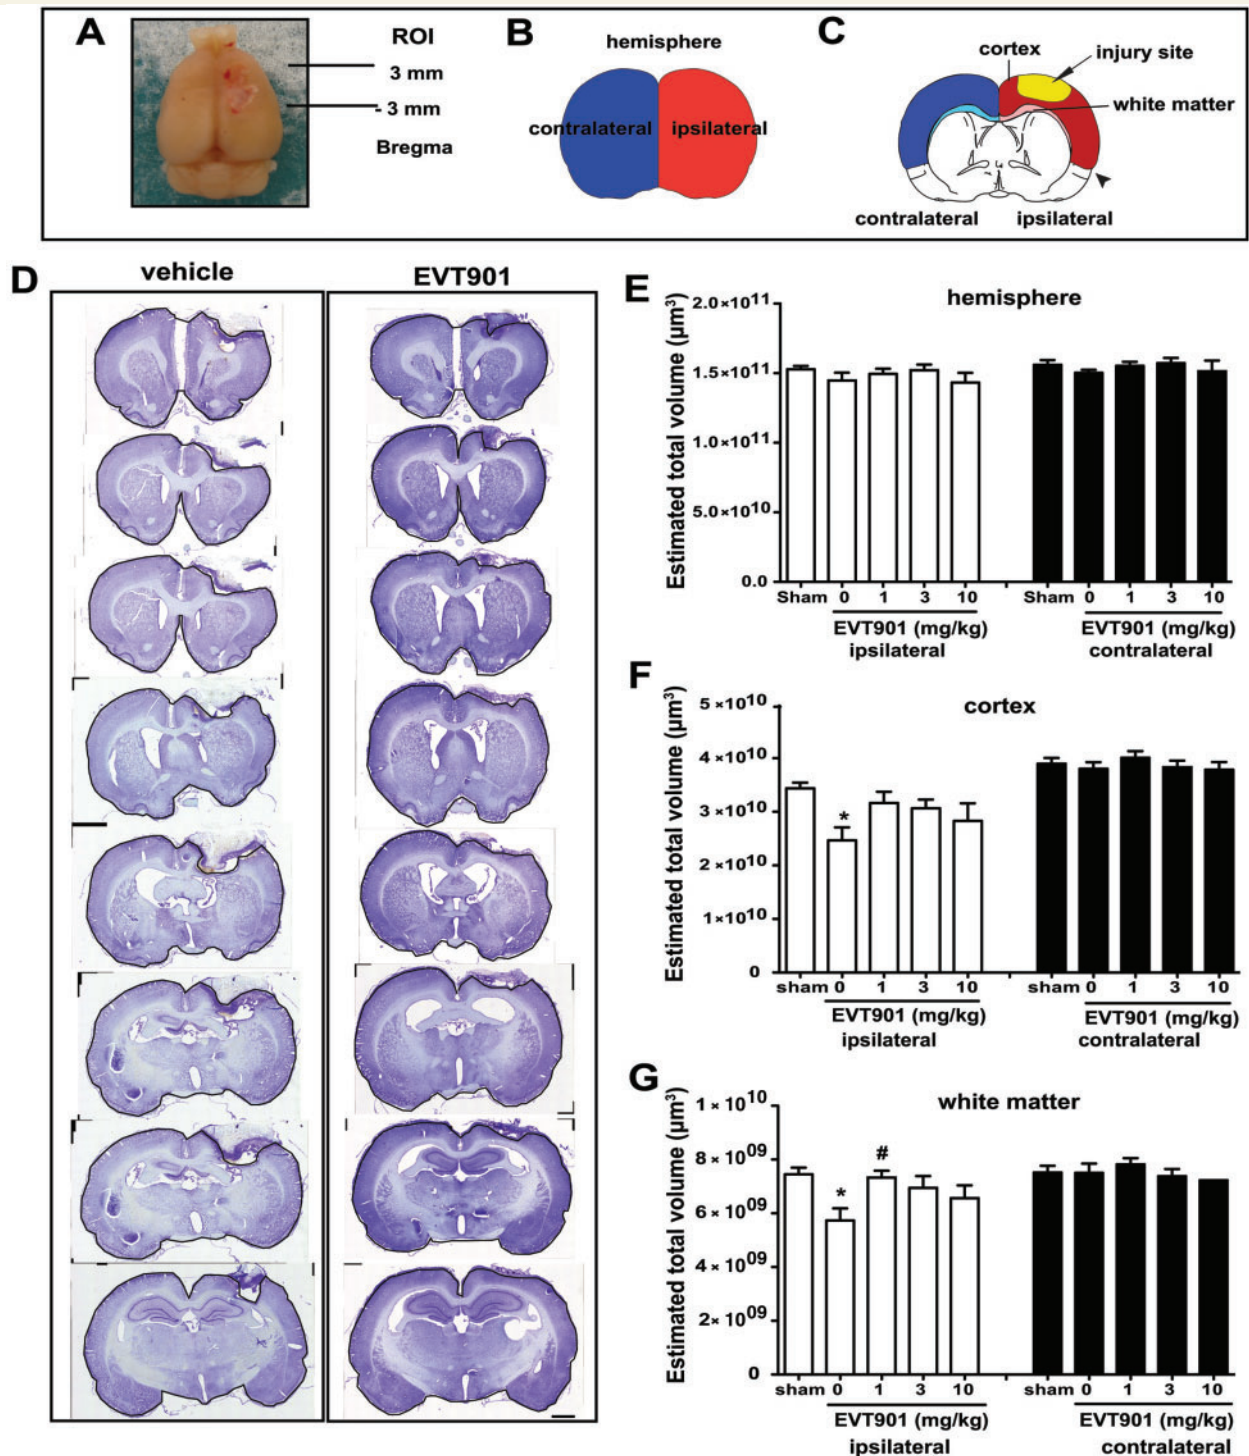 A
ROI
3 mm
- 3 mm
Bregma
B
hemisphere
contralateral
ipsilateral
C
cortex
injury site
white matter
contralateral
ipsilateral
D
vehicle
EVT901
E
hemisphere
Estimated total volume (µm³)
2.0×10¹¹
1.5×10¹¹
1.0×10¹¹
5.0×10¹⁰
0.0
Sham 0 1 3 10
Sham 0 1 3 10
EVT901 (mg/kg)
ipsilateral
EVT901 (mg/kg)
contralateral
F
cortex
Estimated total volume (µm³)
5×10¹⁰
4×10¹⁰
3×10¹⁰
2×10¹⁰
1×10¹⁰
0
*
sham 0 1 3 10
sham 0 1 3 10
EVT901 (mg/kg)
ipsilateral
EVT901 (mg/kg)
contralateral
G
white matter
Estimated total volume (µm³)
1× 10¹⁰
8× 10⁰⁹
6× 10⁰⁹
4× 10⁰⁹
2× 10⁰⁹
0
*
#
sham 0 1 3 10
sham 0 1 3 10
EVT901 (mg/kg)
ipsilateral
EVT901 (mg/kg)
contralateral